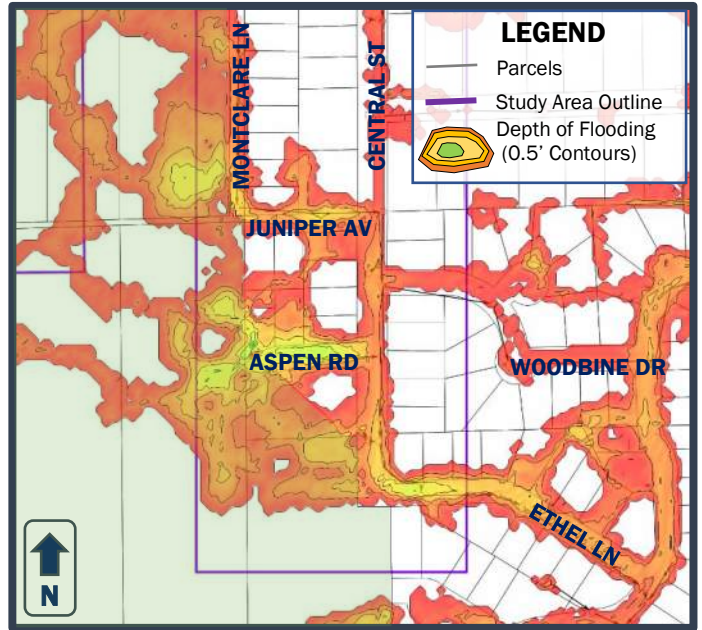 LEGEND
Parcels
Study Area Outline
Depth of Flooding
(0.5' Contours)
MONTCLARE LN
CENTRAL ST
JUNIPER AV
ASPEN RD
WOODBINE DR
ETHEL LN
N